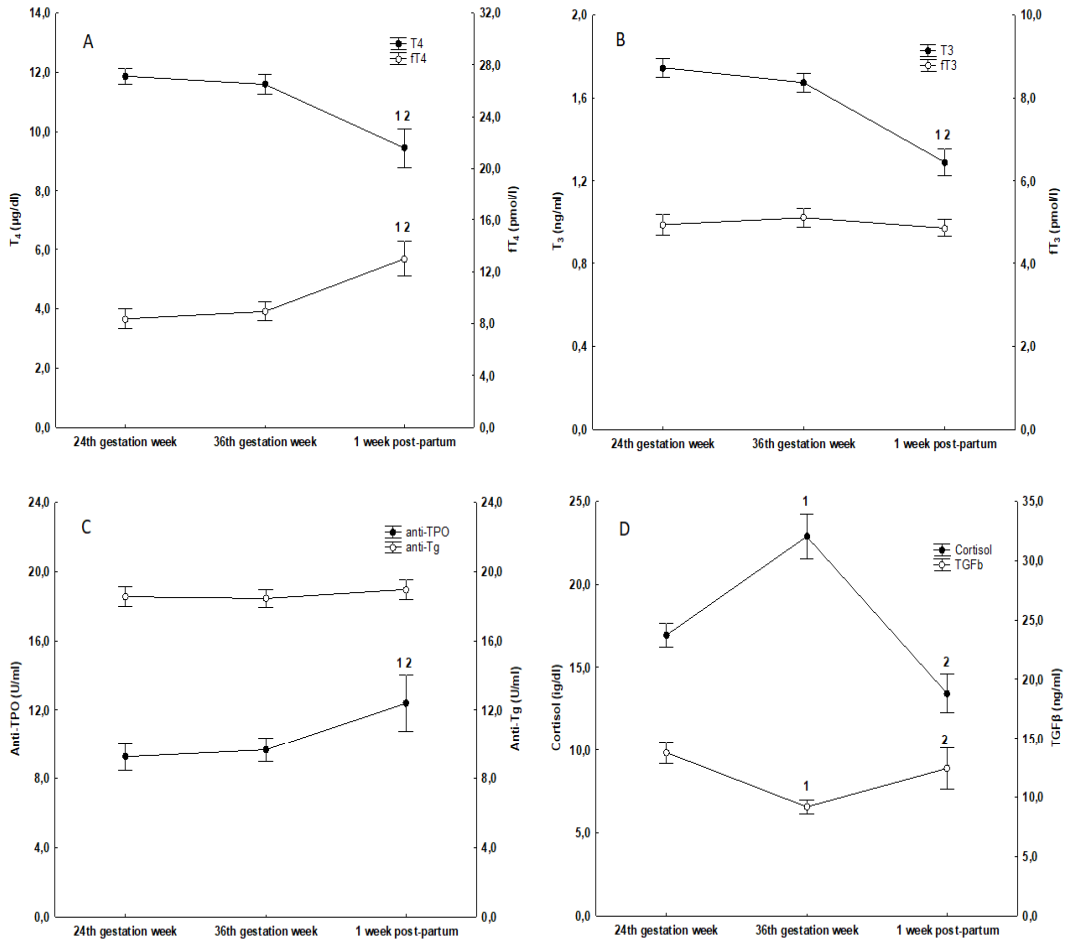 A
T4
fT4
14,0
12,0
10,0
8,0
6,0
4,0
2,0
0,0
T4 (µg/dl)
32,0
28,0
24,0
20,0
16,0
12,0
8,0
4,0
0,0
fT4 (pmol/l)
1 2
1 2
24th gestation week 36th gestation week 1 week post-partum
B
T3
fT3
2,0
1,6
1,2
0,8
0,4
0,0
T3 (ng/ml)
10,0
8,0
6,0
4,0
2,0
0,0
fT3 (pmol/l)
1 2
24th gestation week 36th gestation week 1 week post-partum
C
anti-TPO
anti-Tg
24,0
20,0
16,0
12,0
8,0
4,0
0,0
Anti-TPO (U/ml)
24,0
20,0
16,0
12,0
8,0
4,0
0,0
Anti-Tg (U/ml)
1 2
24th gestation week 36th gestation week 1 week post-partum
D
Cortisol
TGFb
25,0
20,0
15,0
10,0
5,0
0,0
Cortisol (ìg/dl)
35,0
30,0
25,0
20,0
15,0
10,0
5,0
0,0
TGFβ (ng/ml)
1
2
1
2
24th gestation week 36th gestation week 1 week post-partum